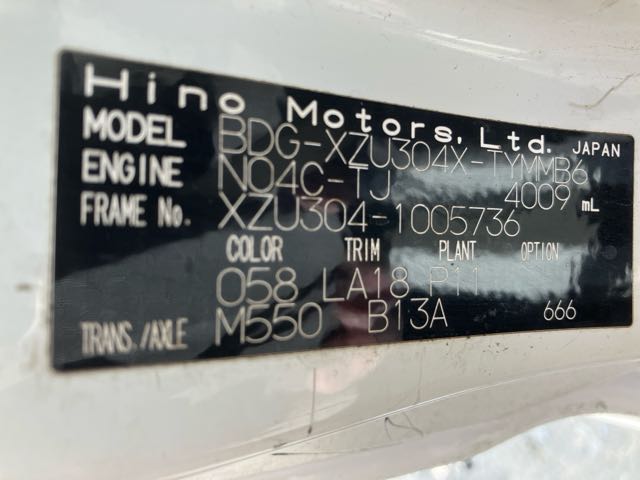 Hino Motors, Ltd. JAPAN
MODEL BDG-XZU304X-TYMMB6
ENGINE N04C-TJ 4009 mL
FRAME No. XZU304-1005736
COLOR TRIM PLANT OPTION
058 LA18 P11
TRANS./AXLE M550 B13A 666